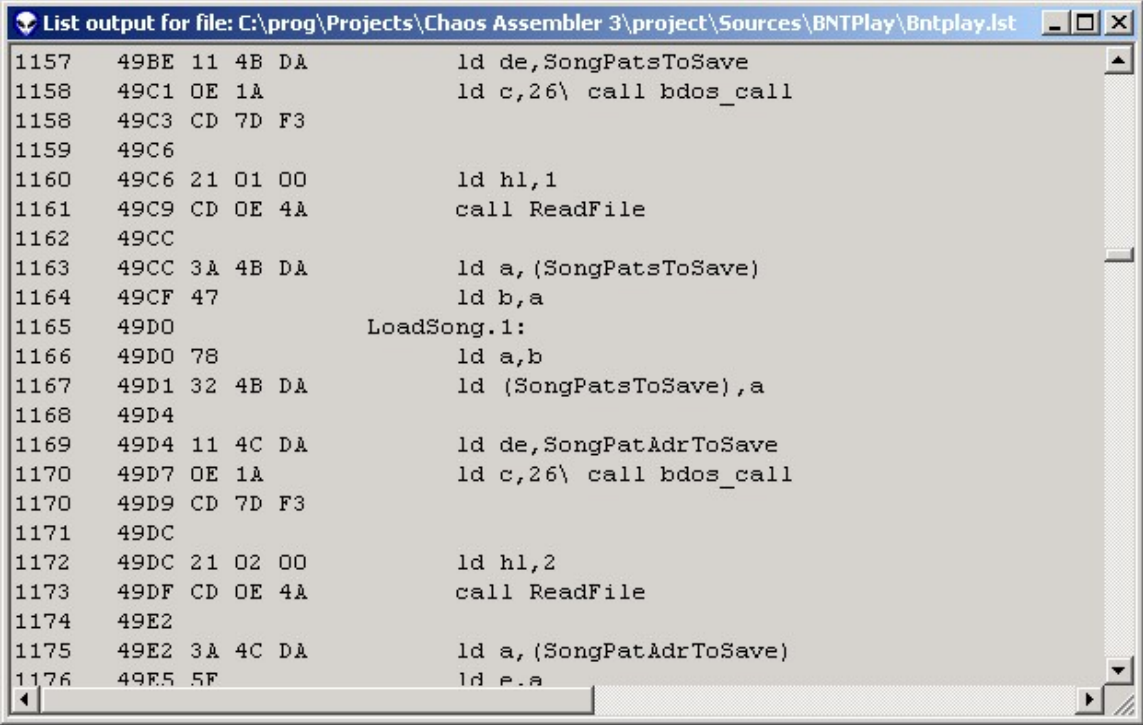 List output for file: C:\prog\Projects\Chaos Assembler 3\project\Sources\BNTPlay\Bntplay.lst
1157 49BE 11 4B DA ld de,SongPatsToSave
1158 49C1 0E 1A ld c,26\ call bdos_call
1158 49C3 CD 7D F3
1159 49C6
1160 49C6 21 01 00 ld hl,1
1161 49C9 CD 0E 4A call ReadFile
1162 49CC
1163 49CC 3A 4B DA ld a,(SongPatsToSave)
1164 49CF 47 ld b,a
1165 49D0 LoadSong.1:
1166 49D0 78 ld a,b
1167 49D1 32 4B DA ld (SongPatsToSave),a
1168 49D4
1169 49D4 11 4C DA ld de,SongPatAdrToSave
1170 49D7 0E 1A ld c,26\ call bdos_call
1170 49D9 CD 7D F3
1171 49DC
1172 49DC 21 02 00 ld hl,2
1173 49DF CD 0E 4A call ReadFile
1174 49E2
1175 49E2 3A 4C DA ld a,(SongPatAdrToSave)
1176 49E5 5F ld e,a